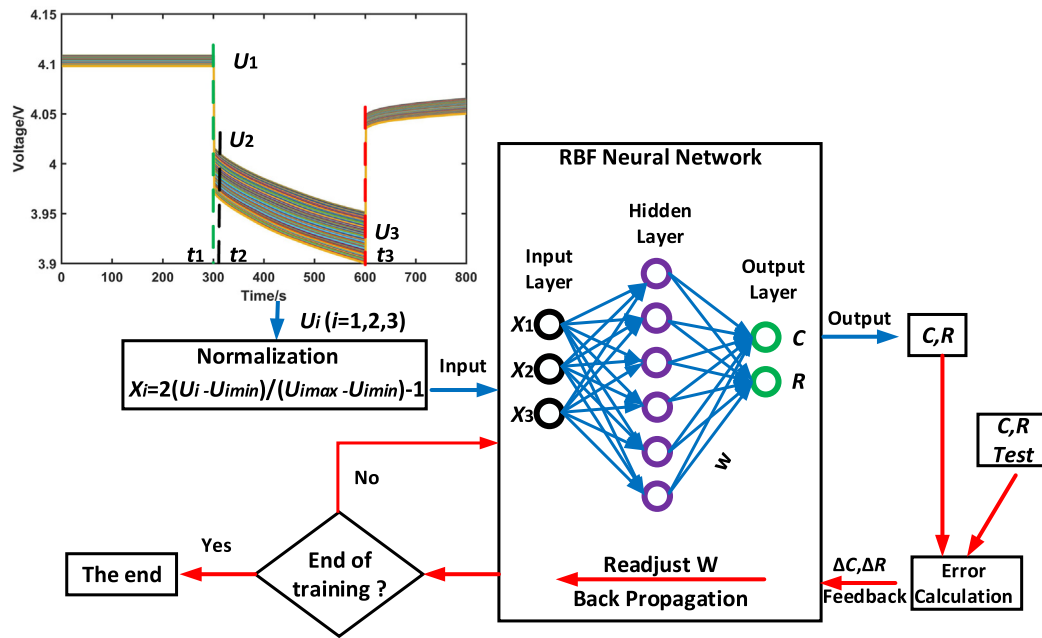 4.15
4.1
4.05
4
3.95
3.9
Voltage/V
0
100
200
300
400
500
600
700
800
Time/s
U1
U2
U3
t1
t2
t3
Ui (i=1,2,3)
Normalization
Xi=2(Ui -Uimin)/(Uimax -Uimin)-1
Input
RBF Neural Network
Hidden
Layer
Input
Layer
Output
Layer
X1
X2
X3
C
R
W
Output
C,R
C,R
Test
Error
Calculation
ΔC,ΔR
Feedback
Readjust W
Back Propagation
No
End of
training ?
Yes
The end